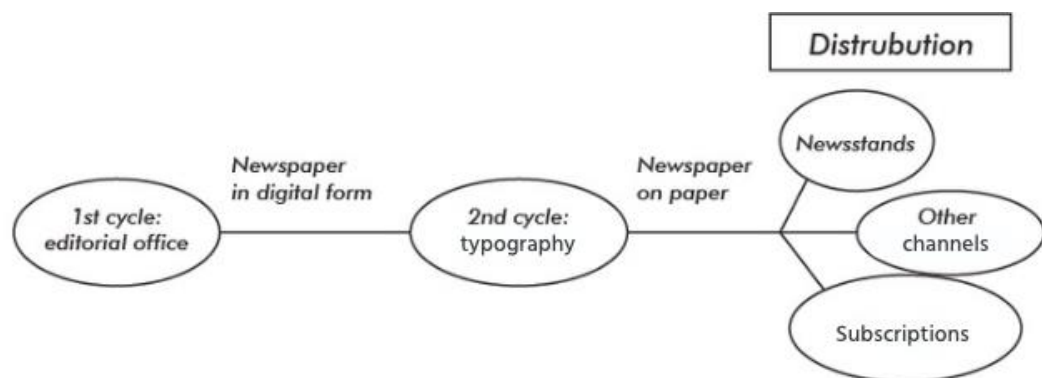 Distrubution
Newsstands
Newspaper
in digital form
Newspaper
on paper
1st cycle:
editorial office
2nd cycle:
typography
Other
channels
Subscriptions